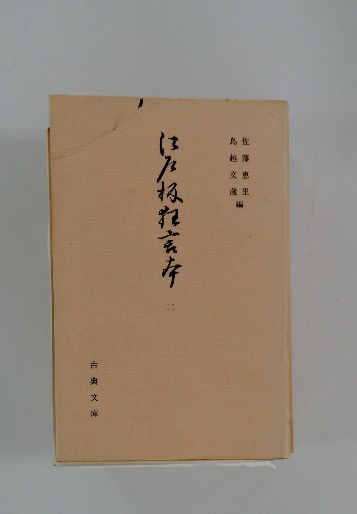 佐藤恵里
鳥越文蔵 編
江戸板狂言本
二
古典文庫